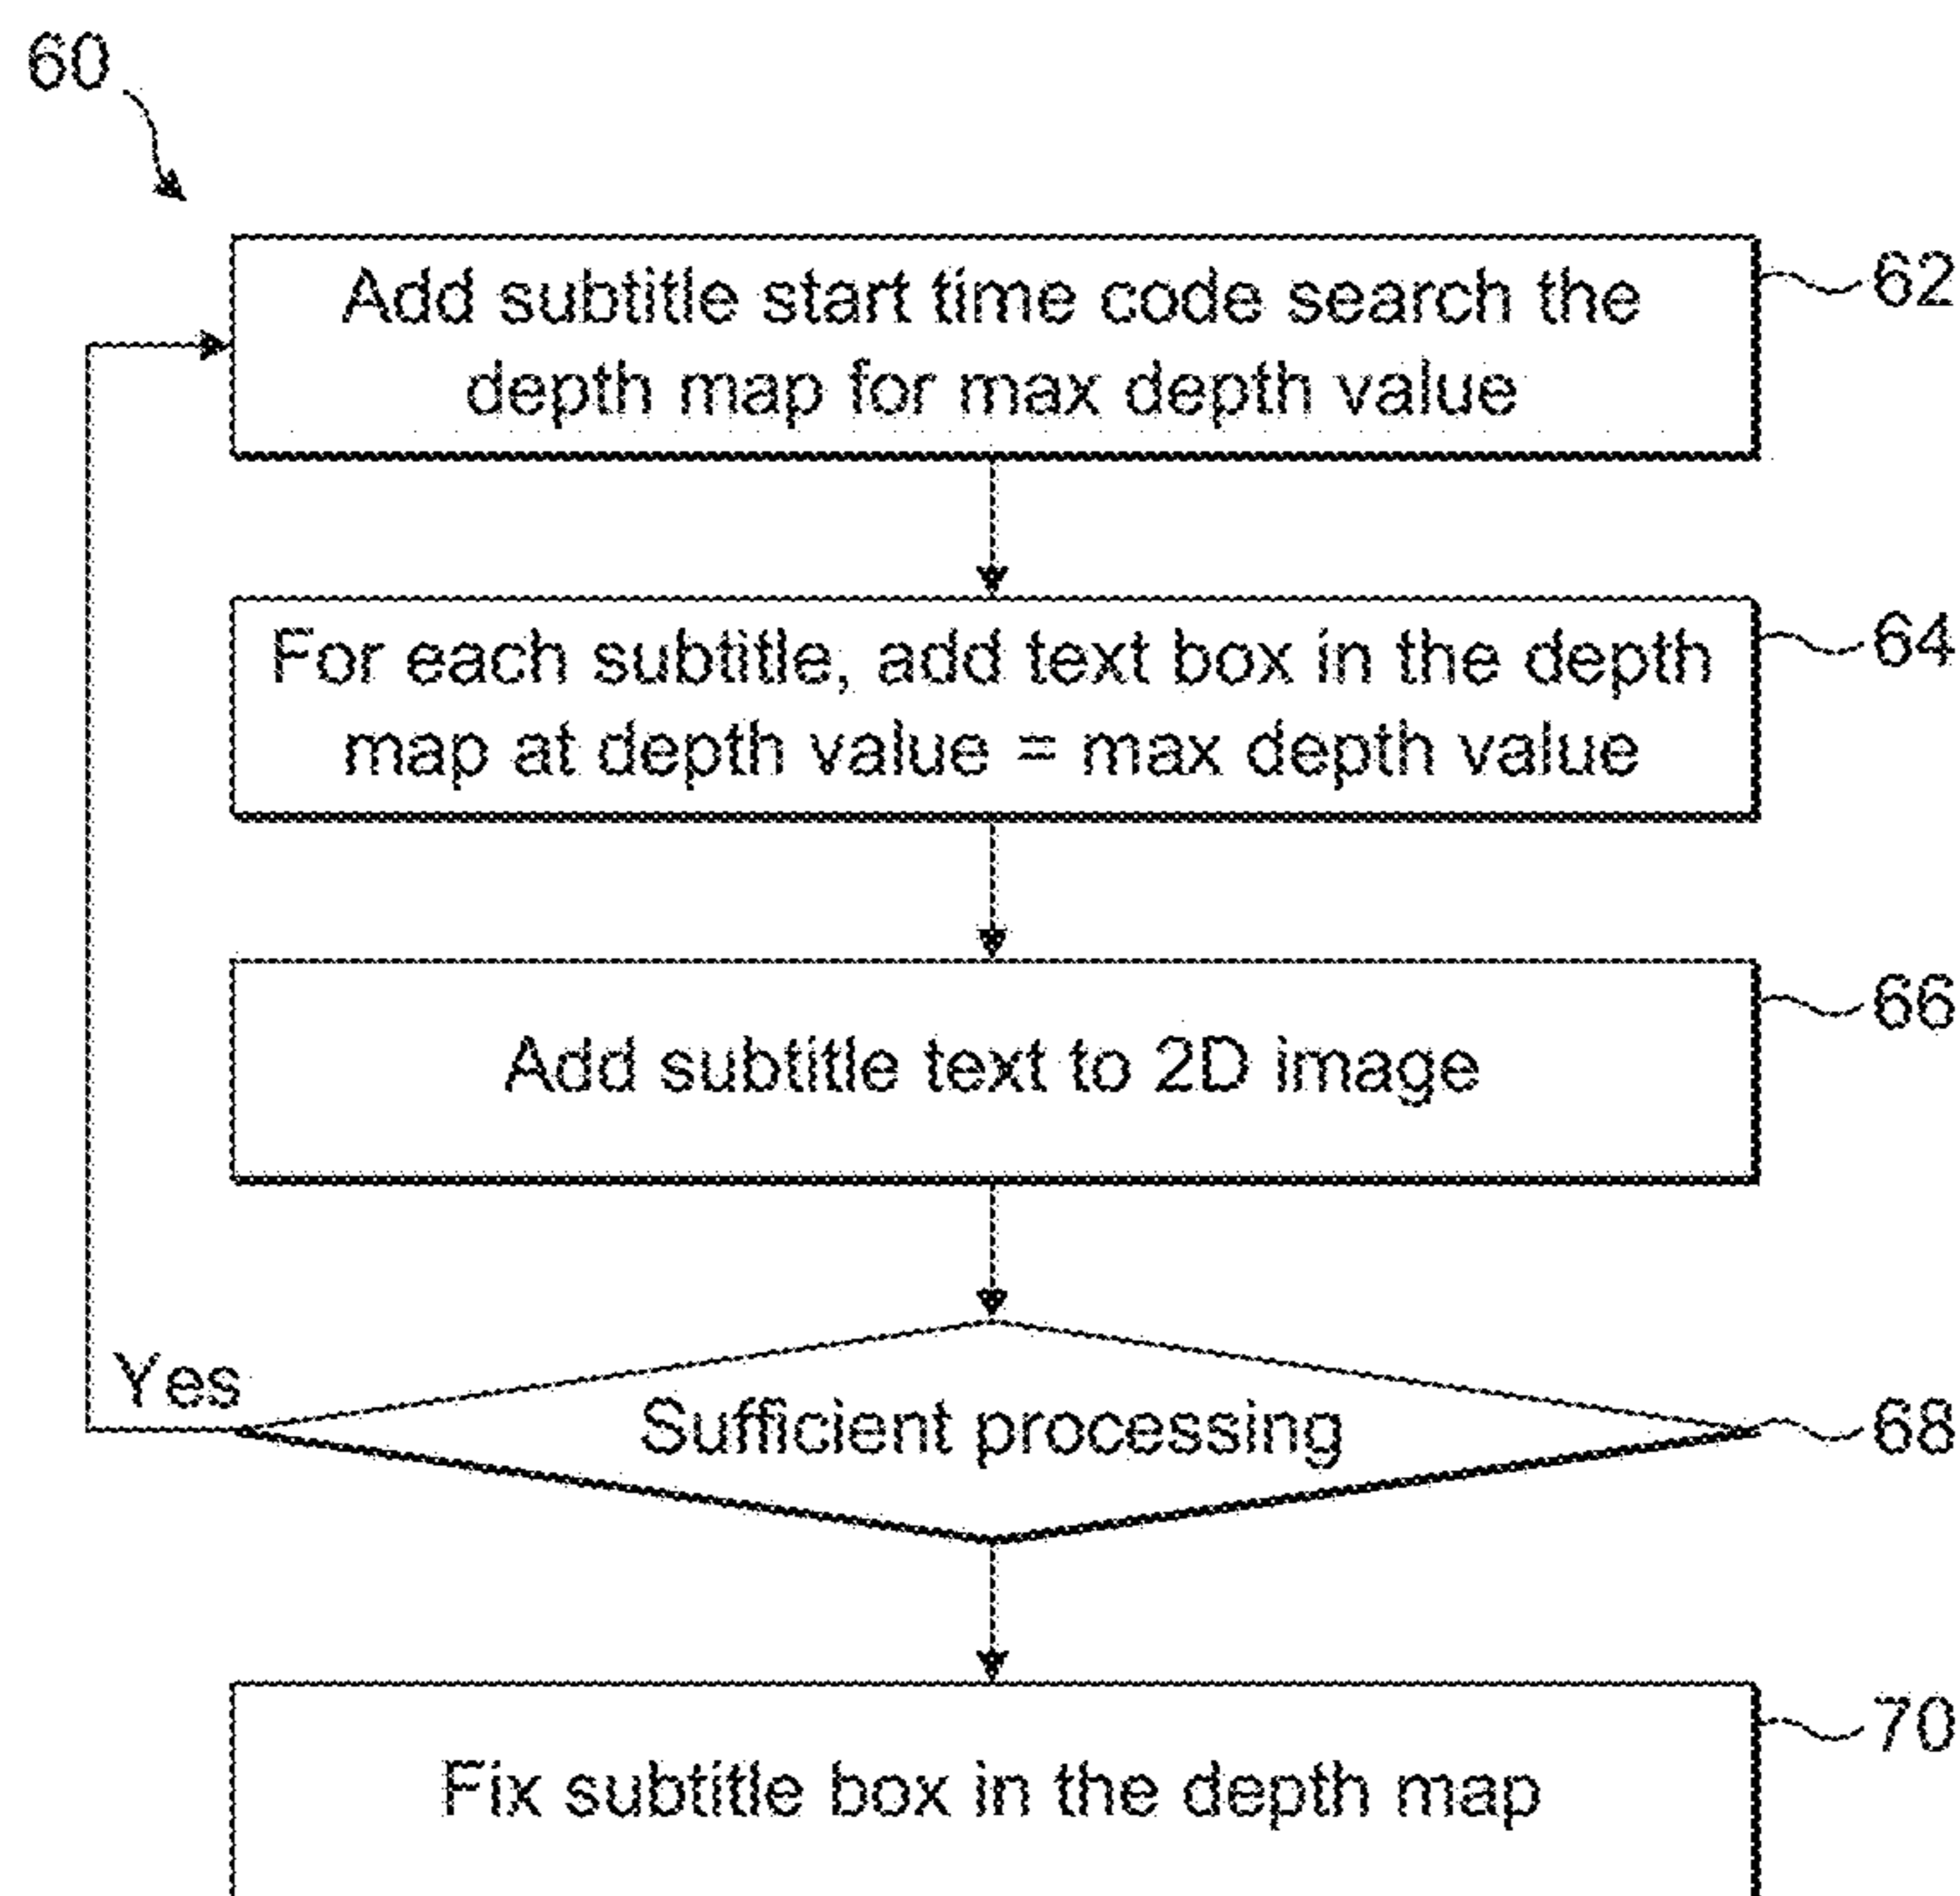 60
Add subtitle start time code search the
depth map for max depth value
62
For each subtitle, add text box in the depth
map at depth value = max depth value
64
Add subtitle text to 2D image
66
Yes
Sufficient processing
68
Fix subtitle box in the depth map
70